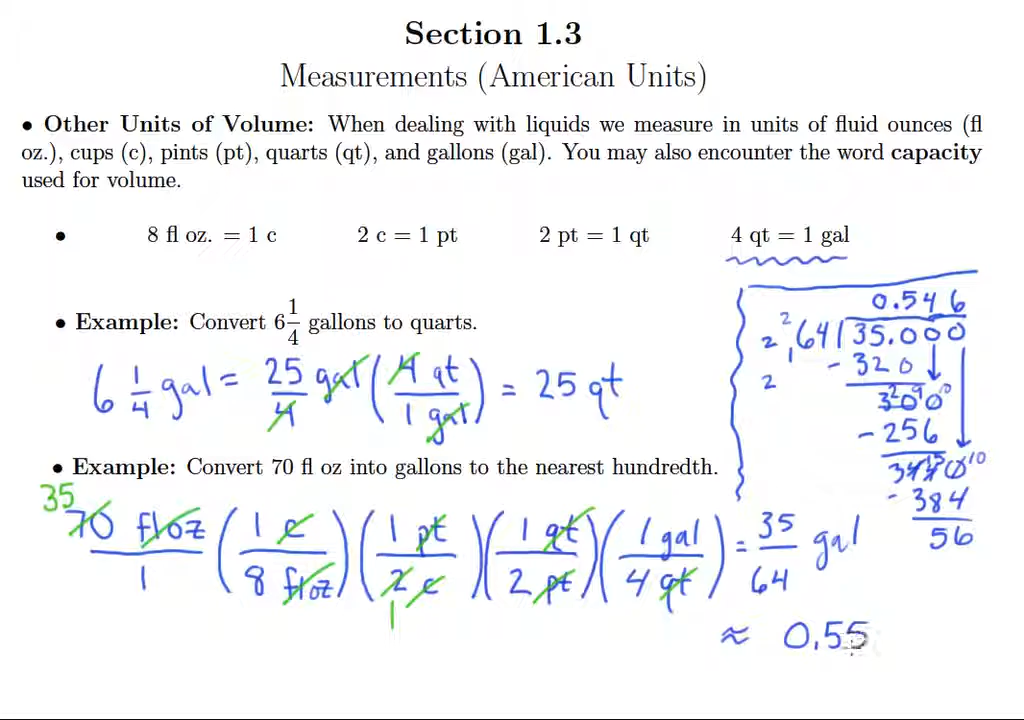 Section 1.3
Measurements (American Units)
• Other Units of Volume: When dealing with liquids we measure in units of fluid ounces (fl
oz.), cups (c), pints (pt), quarts (qt), and gallons (gal). You may also encounter the word capacity
used for volume.
• 8 fl oz. = 1 c 2 c = 1 pt 2 pt = 1 qt 4 qt = 1 gal
• Example: Convert 6 1/4 gallons to quarts.
6 1/4 gal = 25 gal/4 (4 qt/1 gal) = 25 qt
• Example: Convert 70 fl oz into gallons to the nearest hundredth.
35
70 fl oz/1 (1 c/8 fl oz) (1 pt/2 c) (1 qt/2 pt) (1 gal/4 qt) = 35/64 gal
1
≈ 0.55
0.546
64 35.000
- 320
300
- 256
- 384
56